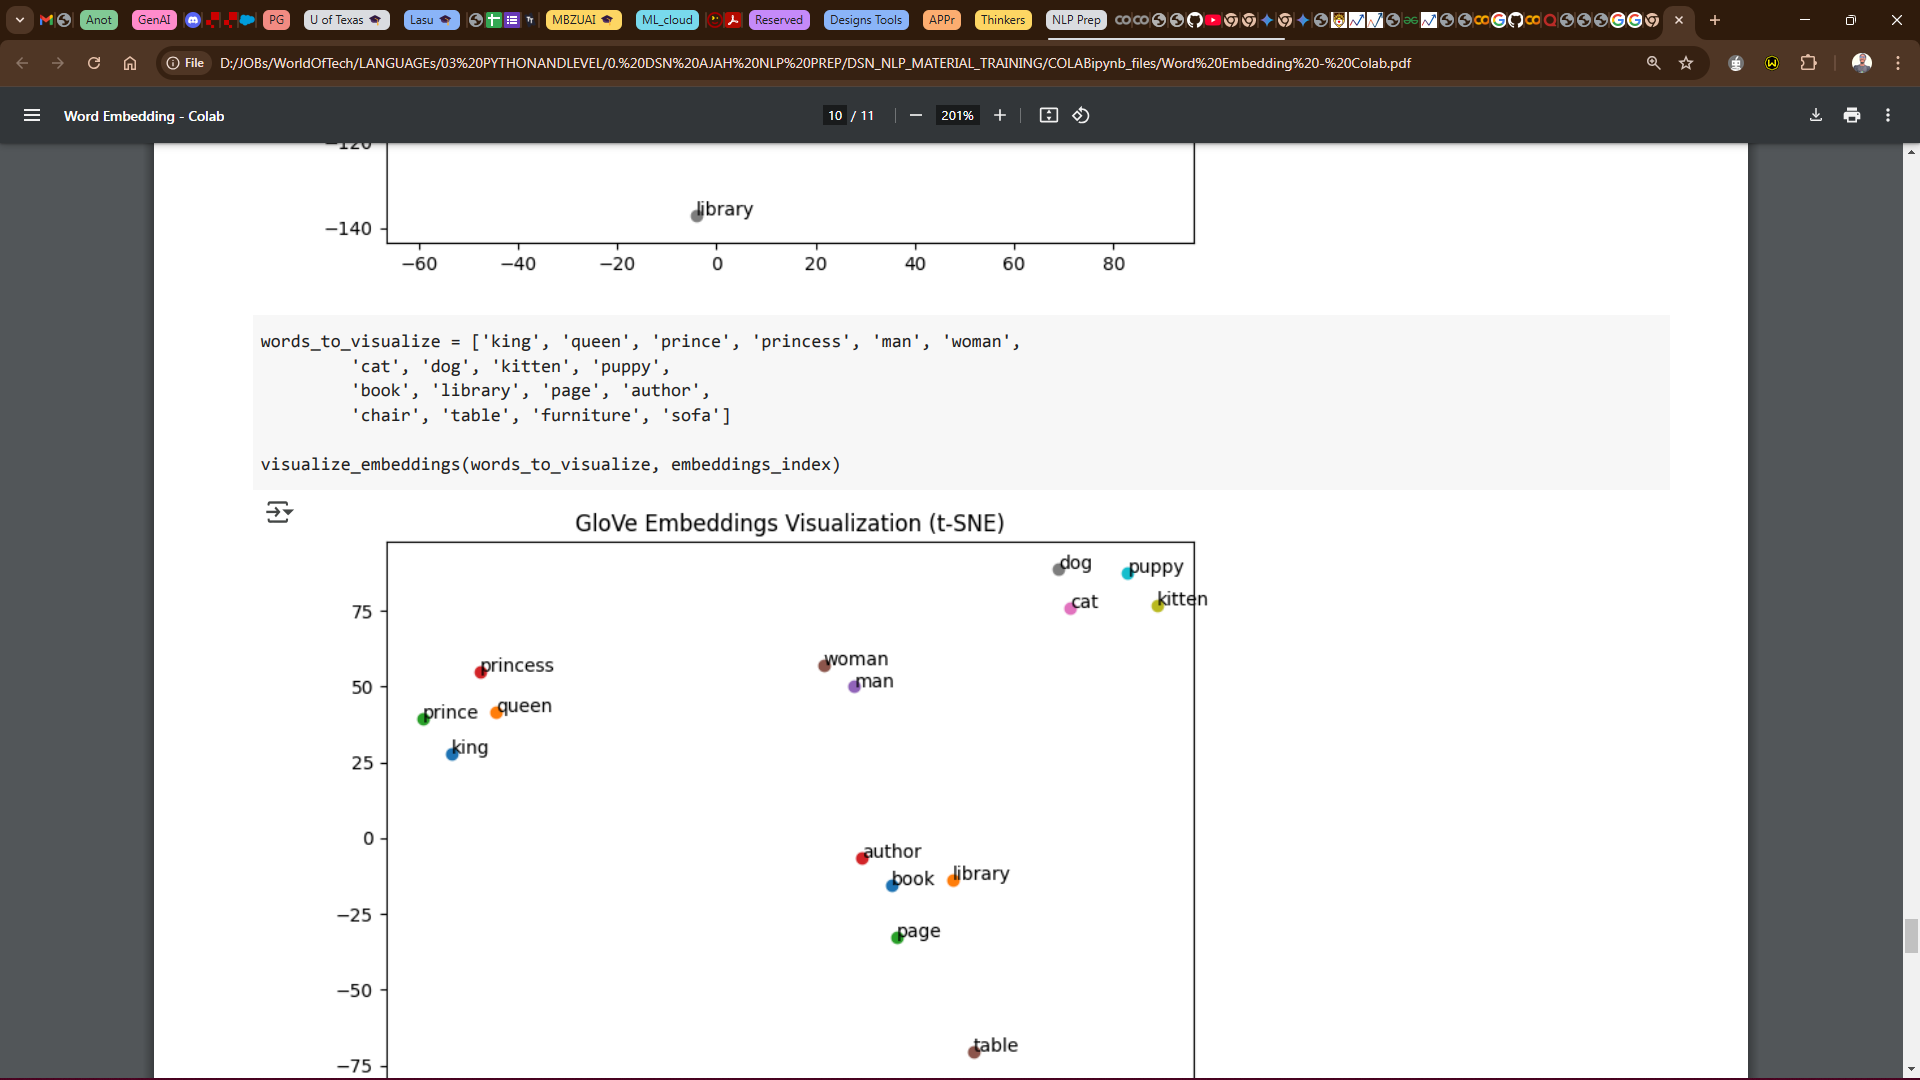 Anot
GenAI
PG
U of Texas
Lasu
MBZUAI
ML_cloud
Reserved
Designs Tools
APPr
Thinkers
NLP Prep
File
D:/JOBs/WorldOfTech/LANGUAGEs/03%20PYTHONANDLEVEL/0.%20DSN%20AJAH%20NLP%20PREP/DSN_NLP_MATERIAL_TRAINING/COLABipynb_files/Word%20Embedding%20-%20Colab.pdf
Word Embedding - Colab
10 / 11
201%
−120
library
−140
−60 −40 −20 0 20 40 60 80
words_to_visualize = ['king', 'queen', 'prince', 'princess', 'man', 'woman',
'cat', 'dog', 'kitten', 'puppy',
'book', 'library', 'page', 'author',
'chair', 'table', 'furniture', 'sofa']
visualize_embeddings(words_to_visualize, embeddings_index)
GloVe Embeddings Visualization (t-SNE)
dog
puppy
cat
kitten
75
woman
princess
man
50
queen
prince
king
25
0
author
library
book
−25
page
−50
table
−75